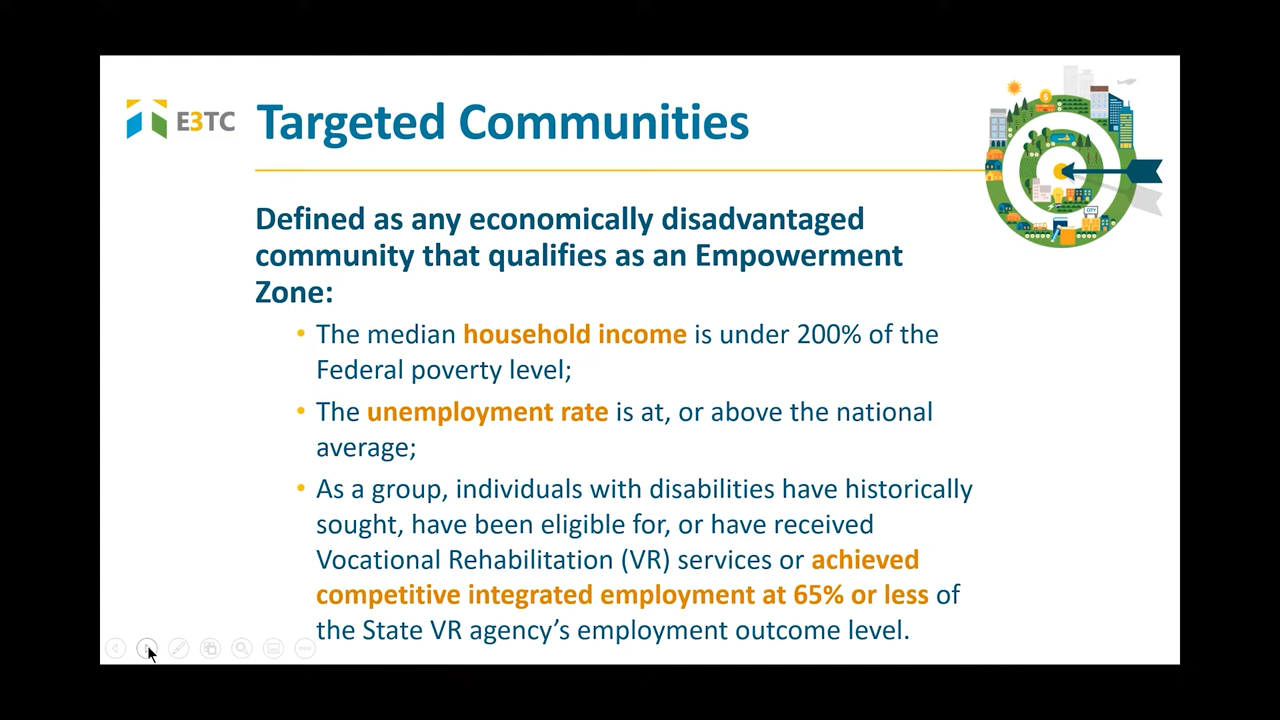 E3TC
Targeted Communities
Defined as any economically disadvantaged
community that qualifies as an Empowerment
Zone:
• The median household income is under 200% of the
Federal poverty level;
• The unemployment rate is at, or above the national
average;
• As a group, individuals with disabilities have historically
sought, have been eligible for, or have received
Vocational Rehabilitation (VR) services or achieved
competitive integrated employment at 65% or less of
the State VR agency's employment outcome level.
CITY